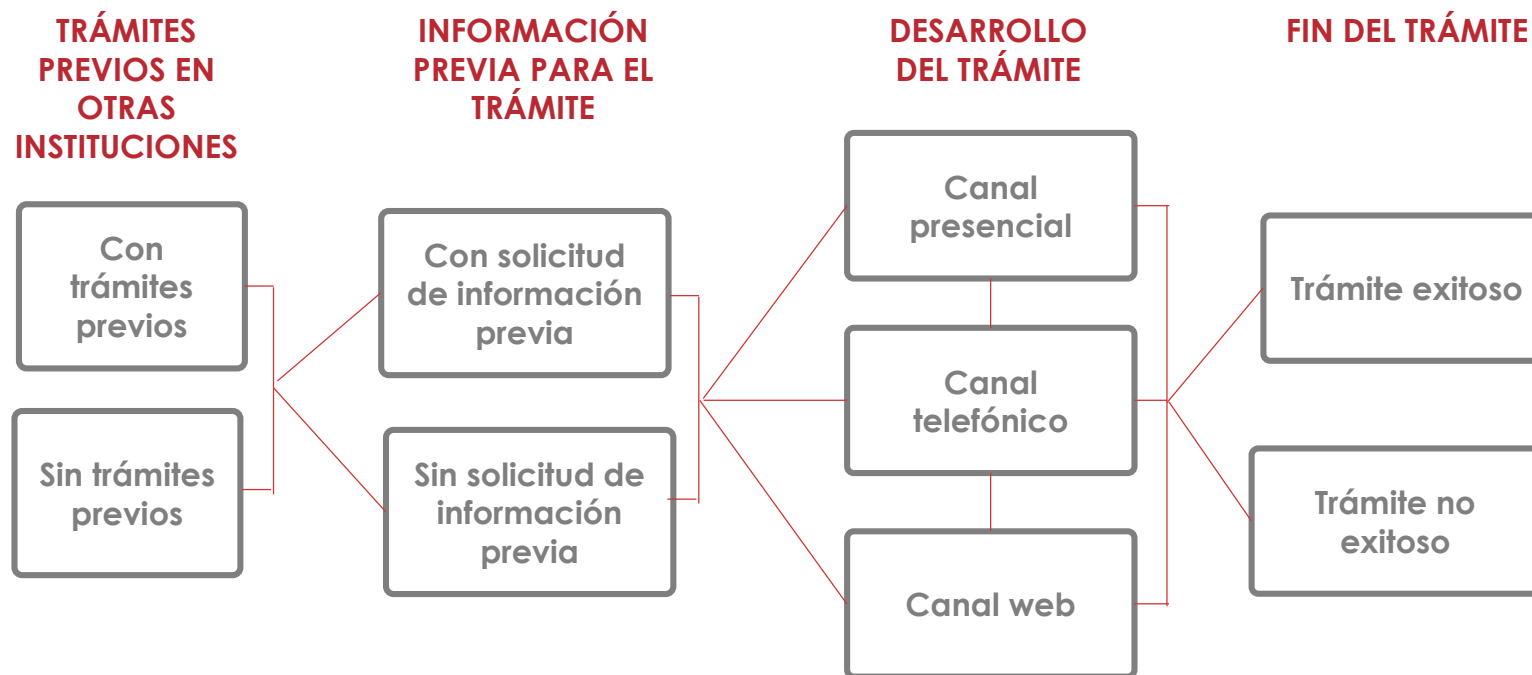 TRÁMITES
PREVIOS EN
OTRAS
INSTITUCIONES
INFORMACIÓN
PREVIA PARA EL
TRÁMITE
DESARROLLO
DEL TRÁMITE
FIN DEL TRÁMITE
Con
trámites
previos
Sin trámites
previos
Con solicitud
de información
previa
Sin solicitud de
información
previa
Canal
presencial
Canal
telefónico
Canal web
Trámite exitoso
Trámite no
exitoso